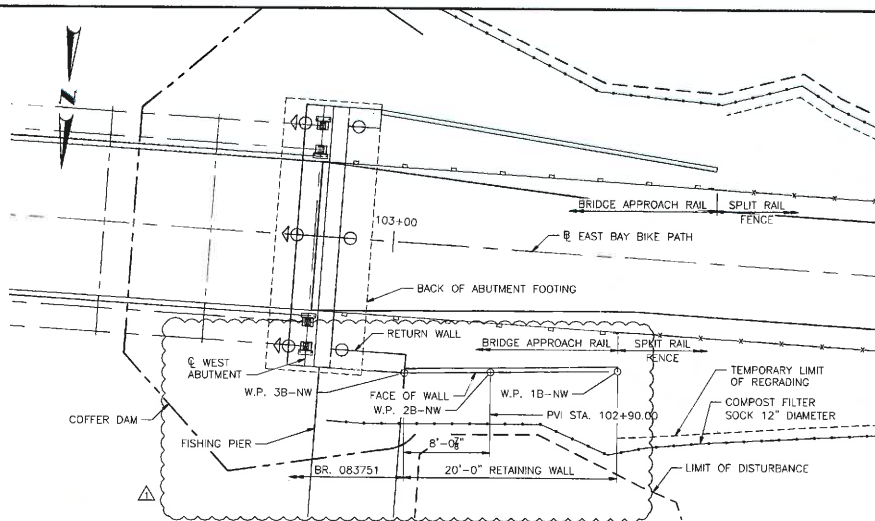 Z
103+00
BRIDGE APPROACH RAIL
SPLIT RAIL
FENCE
℄ EAST BAY BIKE PATH
BACK OF ABUTMENT FOOTING
RETURN WALL
BRIDGE APPROACH RAIL
SPLIT RAIL
FENCE
℄ WEST
ABUTMENT
TEMPORARY LIMIT
OF REGRADING
W.P. 3B-NW
FACE OF WALL
W.P. 1B-NW
W.P. 2B-NW
PVI STA. 102+90.00
COMPOST FILTER
SOCK 12" DIAMETER
COFFER DAM
FISHING PIER
8'-0⅞"
LIMIT OF DISTURBANCE
BR. 083751
20'-0" RETAINING WALL
1